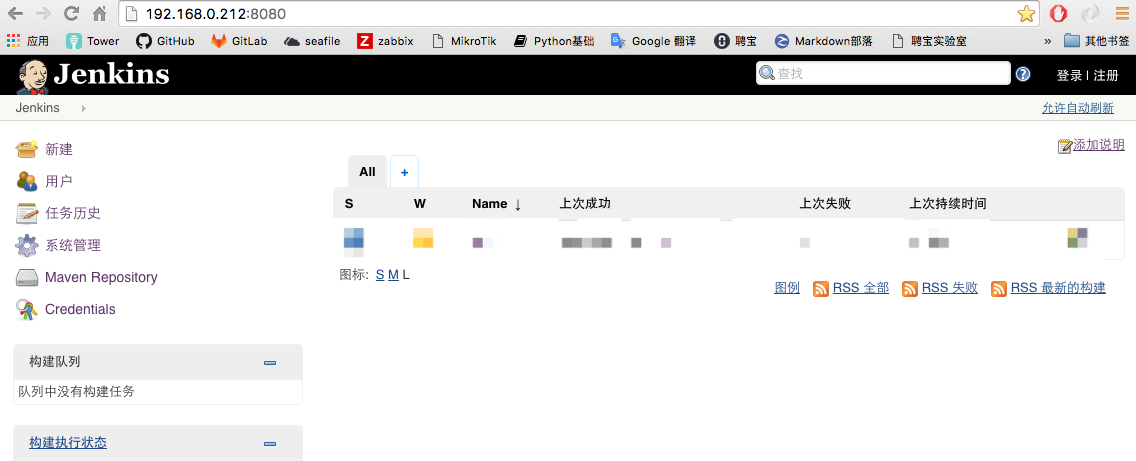 192.168.0.212:8080
应用 Tower GitHub GitLab seafile zabbix MikroTik Python基础 Google 翻译 聘宝 Markdown部落 聘宝实验室 » 其他书签
Jenkins 查找 登录 | 注册
Jenkins 允许自动刷新
添加说明
新建
用户
任务历史
系统管理
Maven Repository
Credentials
All +
S W Name ↓ 上次成功 上次失败 上次持续时间
图标: S M L
图例 RSS 全部 RSS 失败 RSS 最新的构建
构建队列
队列中没有构建任务
构建执行状态